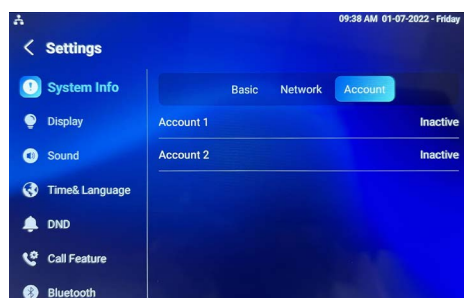 09:38 AM 01-07-2022 - Friday
Settings
System Info
Basic Network Account
Display
Account 1 Inactive
Sound
Account 2 Inactive
Time& Language
DND
Call Feature
Bluetooth